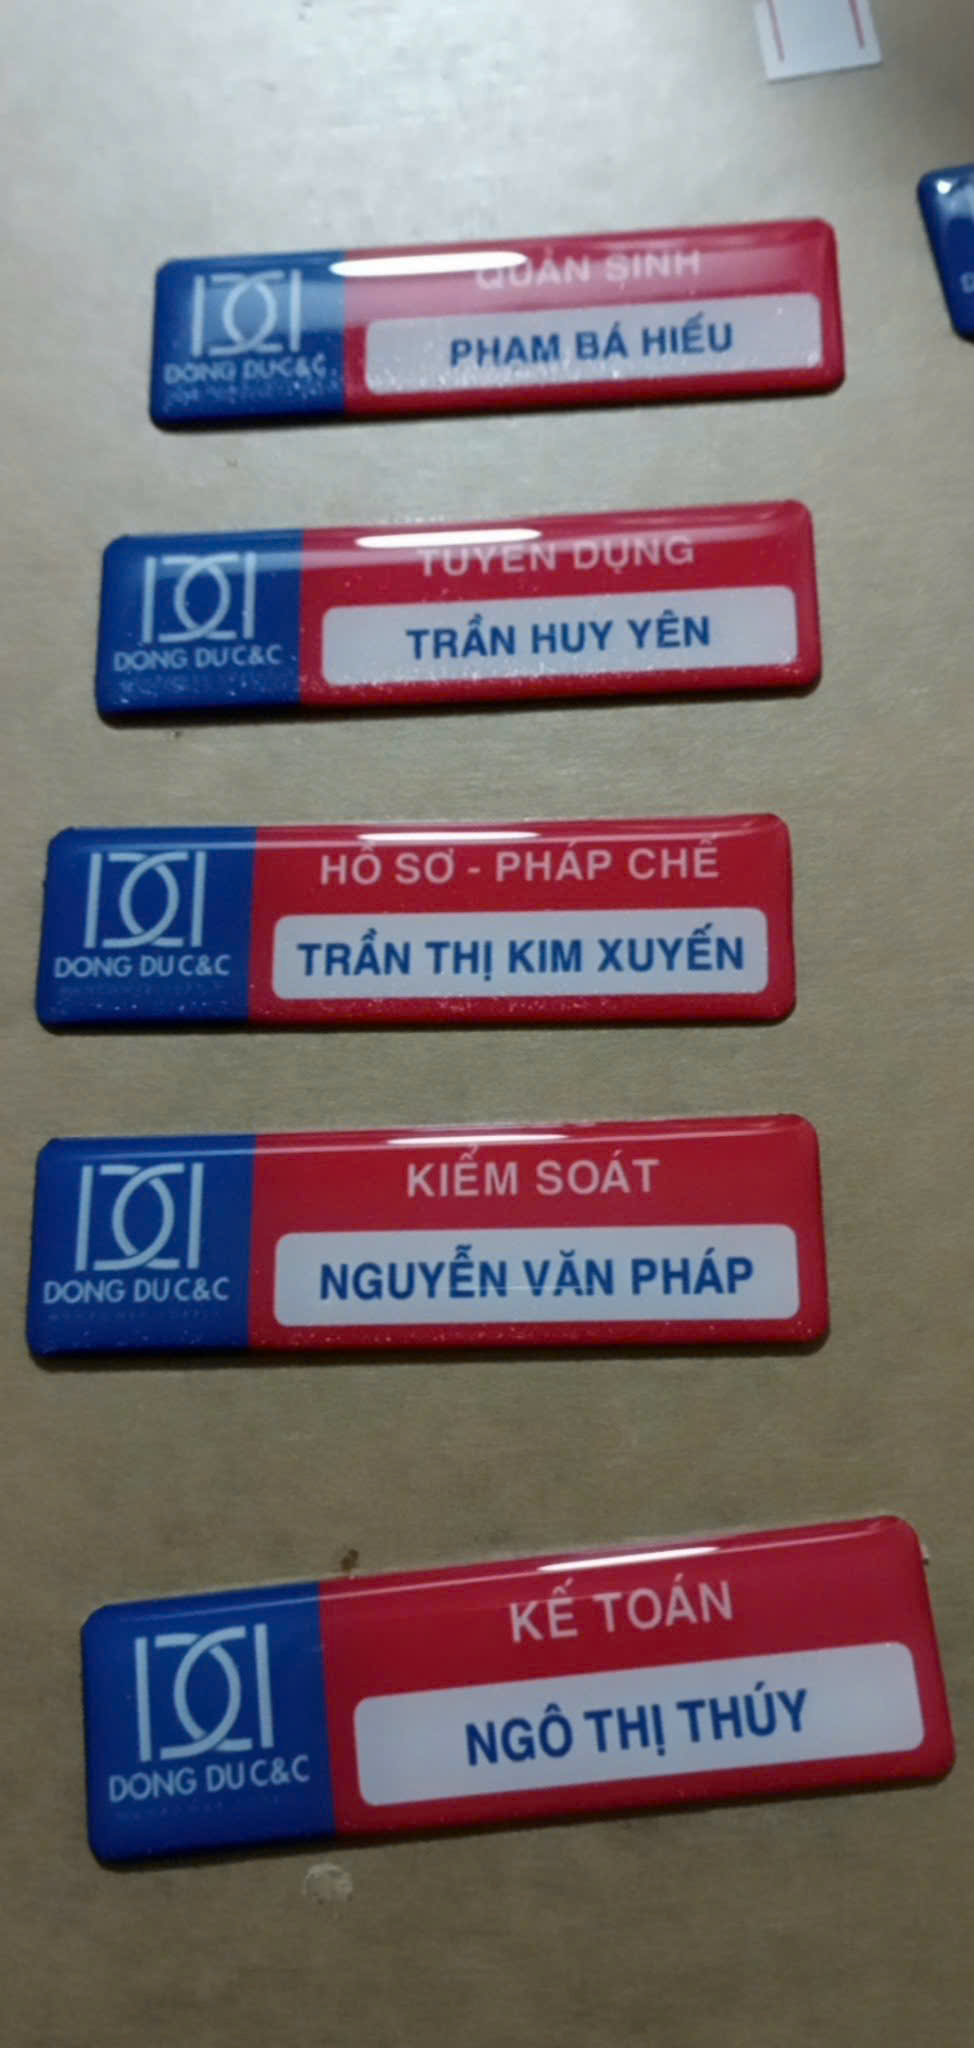 QUẢN SINH
PHẠM BÁ HIẾU
DONG DU C&C
TUYỂN DỤNG
TRẦN HUY YÊN
DONG DU C&C
HỒ SƠ - PHÁP CHẾ
TRẦN THỊ KIM XUYẾN
DONG DU C&C
KIỂM SOÁT
NGUYỄN VĂN PHÁP
DONG DU C&C
KẾ TOÁN
NGÔ THỊ THÚY
DONG DU C&C